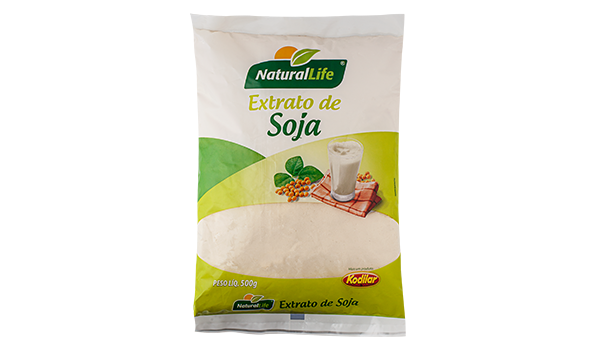 NaturalLife®
Extrato de
Soja
PESO LÍQ. 500g
Kodilar
NaturalLife
Extrato de Soja